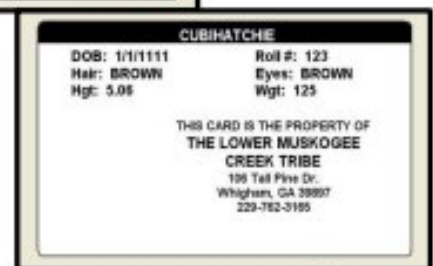 CUBIHATCHIE
DOB: 1/1/1111 Roll #: 123
Hair: BROWN Eyes: BROWN
Hgt: 5.06 Wgt: 125
THIS CARD IS THE PROPERTY OF
THE LOWER MUSKOGEE
CREEK TRIBE
106 Tall Pine Dr.
Whigham, GA 39897
229-762-3165